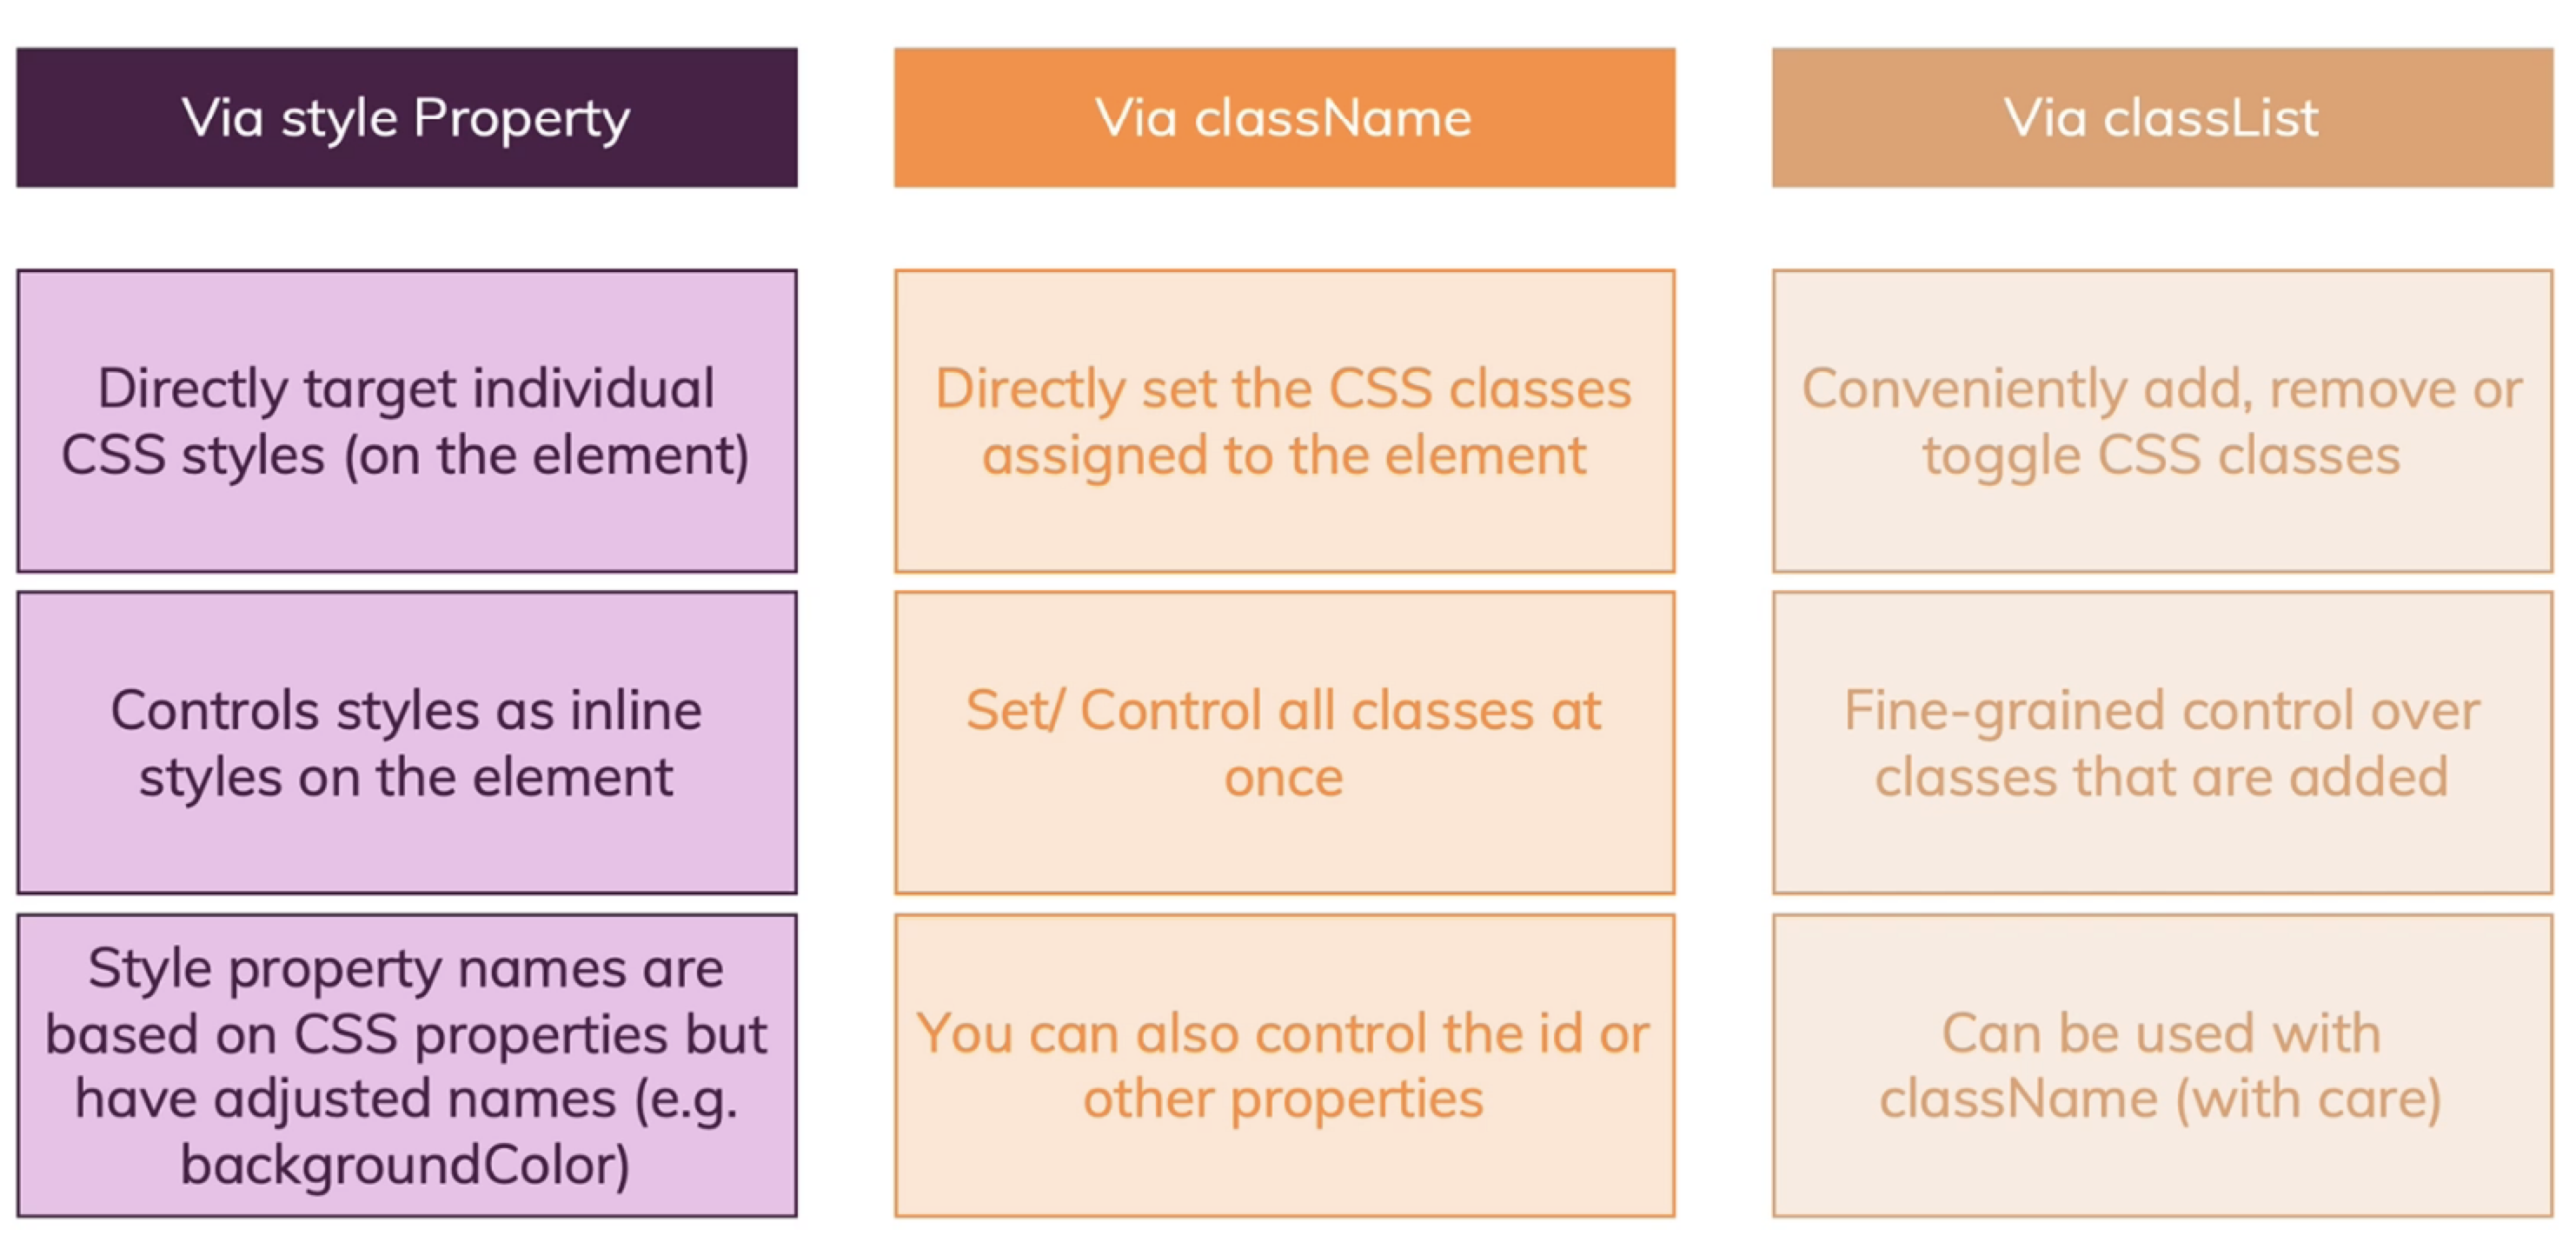 Via style Property
Via className
Via classList
Directly target individual
CSS styles (on the element)
Directly set the CSS classes
assigned to the element
Conveniently add, remove or
toggle CSS classes
Controls styles as inline
styles on the element
Set/ Control all classes at
once
Fine-grained control over
classes that are added
Style property names are
based on CSS properties but
have adjusted names (e.g.
backgroundColor)
You can also control the id or
other properties
Can be used with
className (with care)